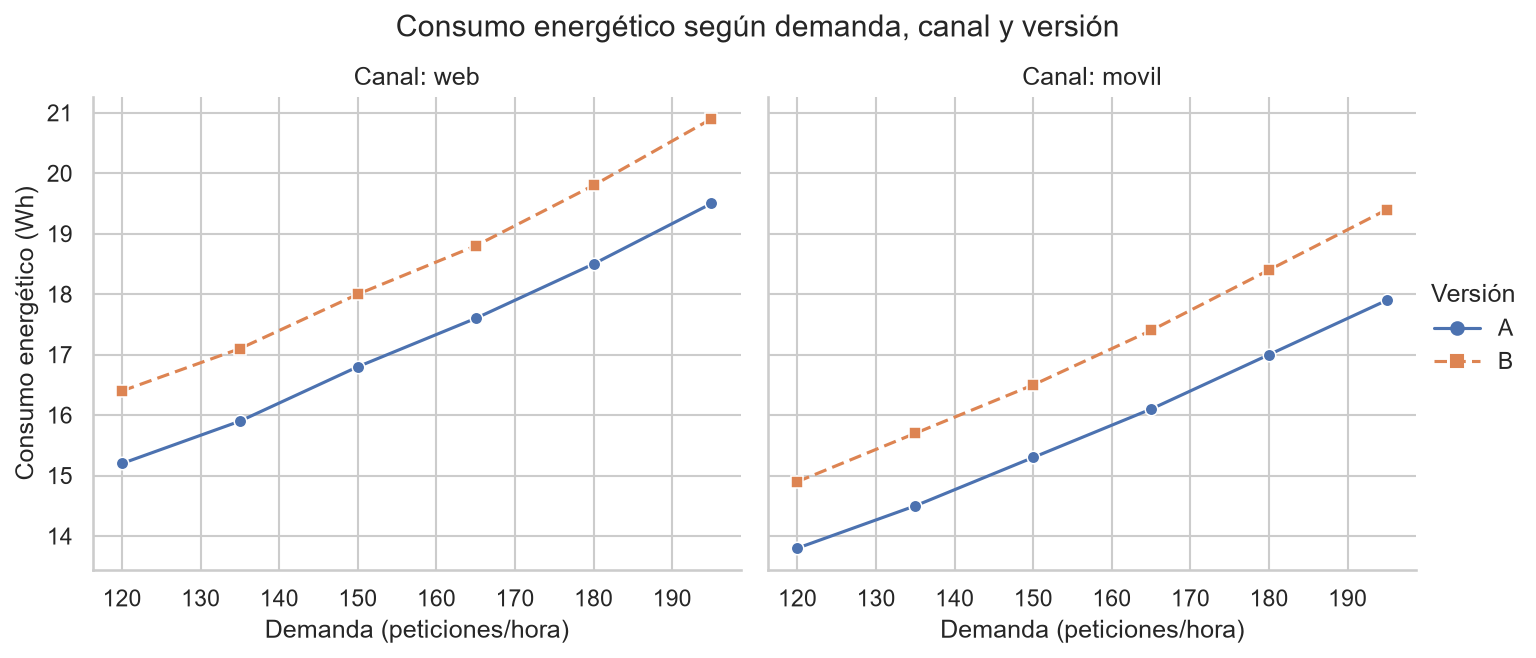 Consumo energético según demanda, canal y versión
Canal: web
Canal: movil
Consumo energético (Wh)
21
20
19
18
17
16
15
14
120 130 140 150 160 170 180 190
Demanda (peticiones/hora)
120 130 140 150 160 170 180 190
Demanda (peticiones/hora)
Versión
A
B